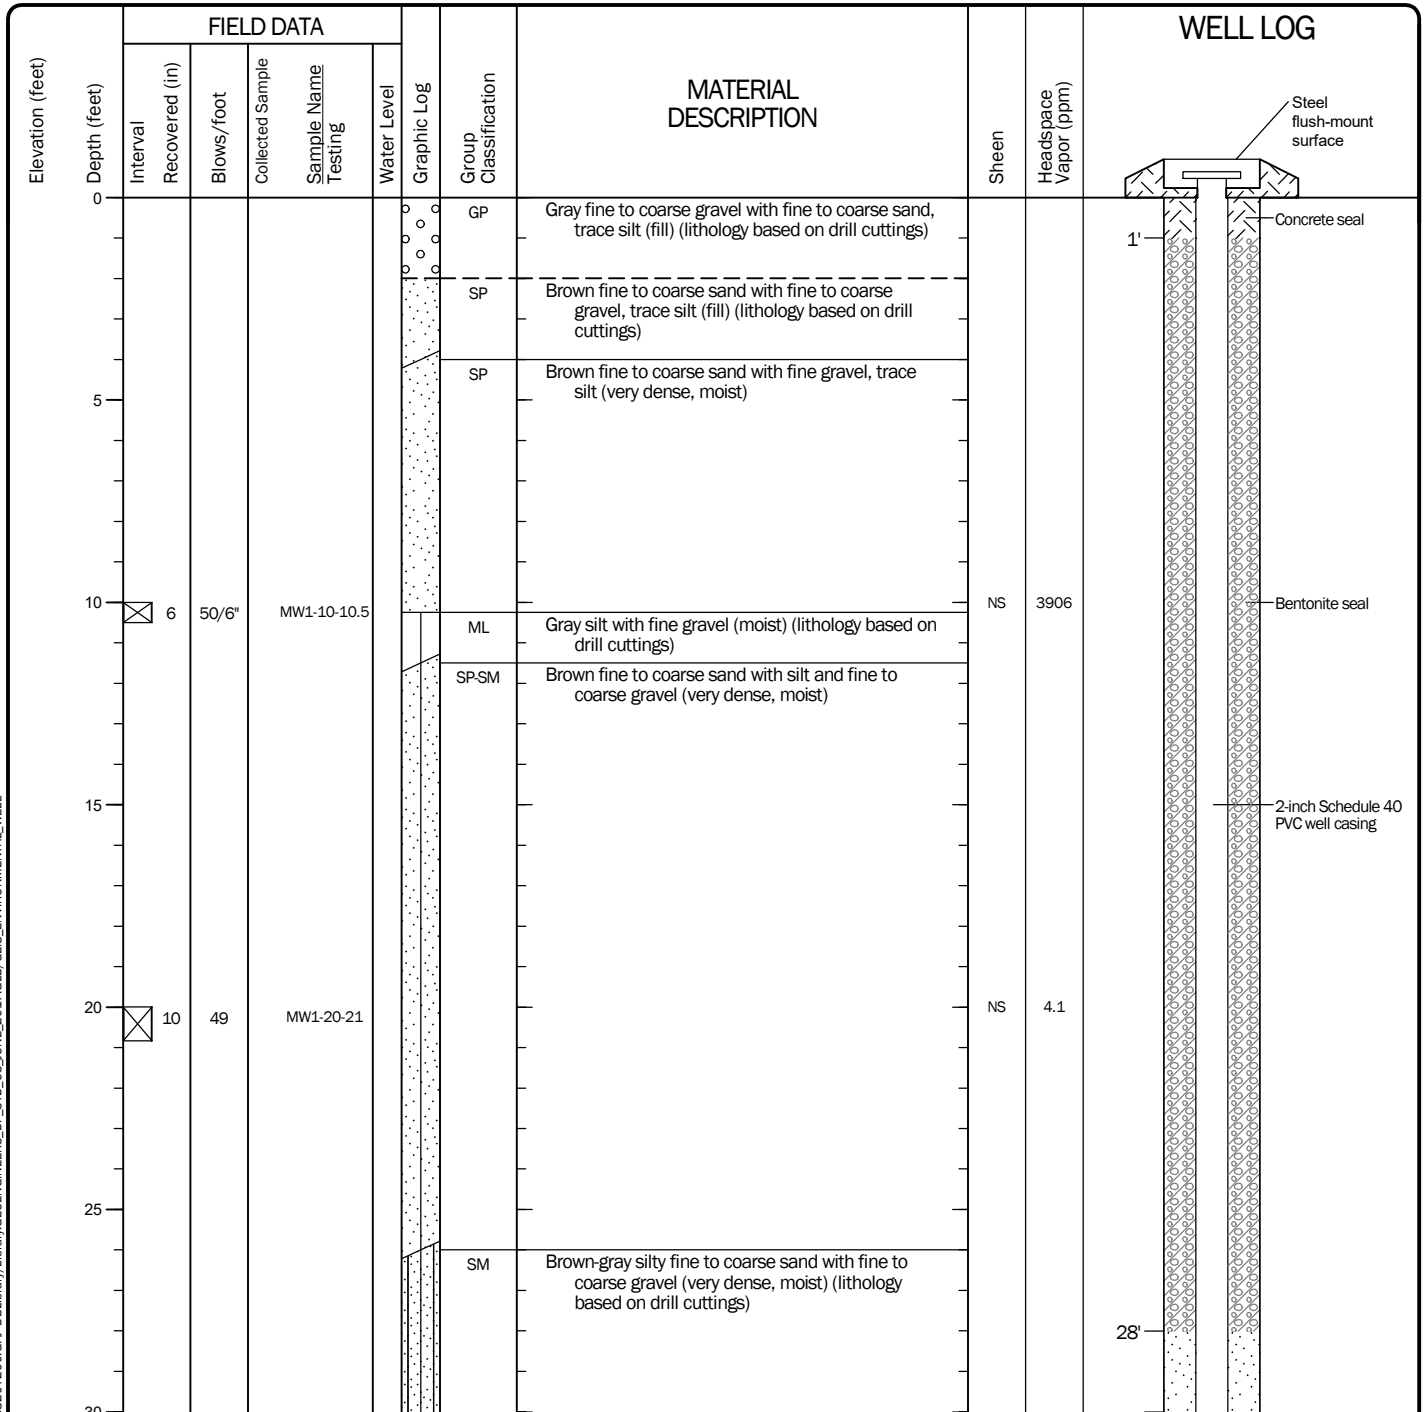 FIELD DATA
WELL LOG
Elevation (feet)
Depth (feet)
Interval
Recovered (in)
Blows/foot
Collected Sample
Sample Name
Testing
Water Level
Graphic Log
Group
Classification
MATERIAL
DESCRIPTION
Sheen
Headspace
Vapor (ppm)
Steel
flush-mount
surface
0
GP
Gray fine to coarse gravel with fine to coarse sand,
trace silt (fill) (lithology based on drill cuttings)
Concrete seal
1'
SP
Brown fine to coarse sand with fine to coarse
gravel, trace silt (fill) (lithology based on drill
cuttings)
SP
Brown fine to coarse sand with fine gravel, trace
silt (very dense, moist)
5
10
6
50/6"
MW1-10-10.5
NS
3906
Bentonite seal
ML
Gray silt with fine gravel (moist) (lithology based on
drill cuttings)
SP-SM
Brown fine to coarse sand with silt and fine to
coarse gravel (very dense, moist)
15
2-inch Schedule 40
PVC well casing
20
10
49
MW1-20-21
NS
4.1
25
SM
Brown-gray silty fine to coarse sand with fine to
coarse gravel (very dense, moist) (lithology
based on drill cuttings)
28'
30